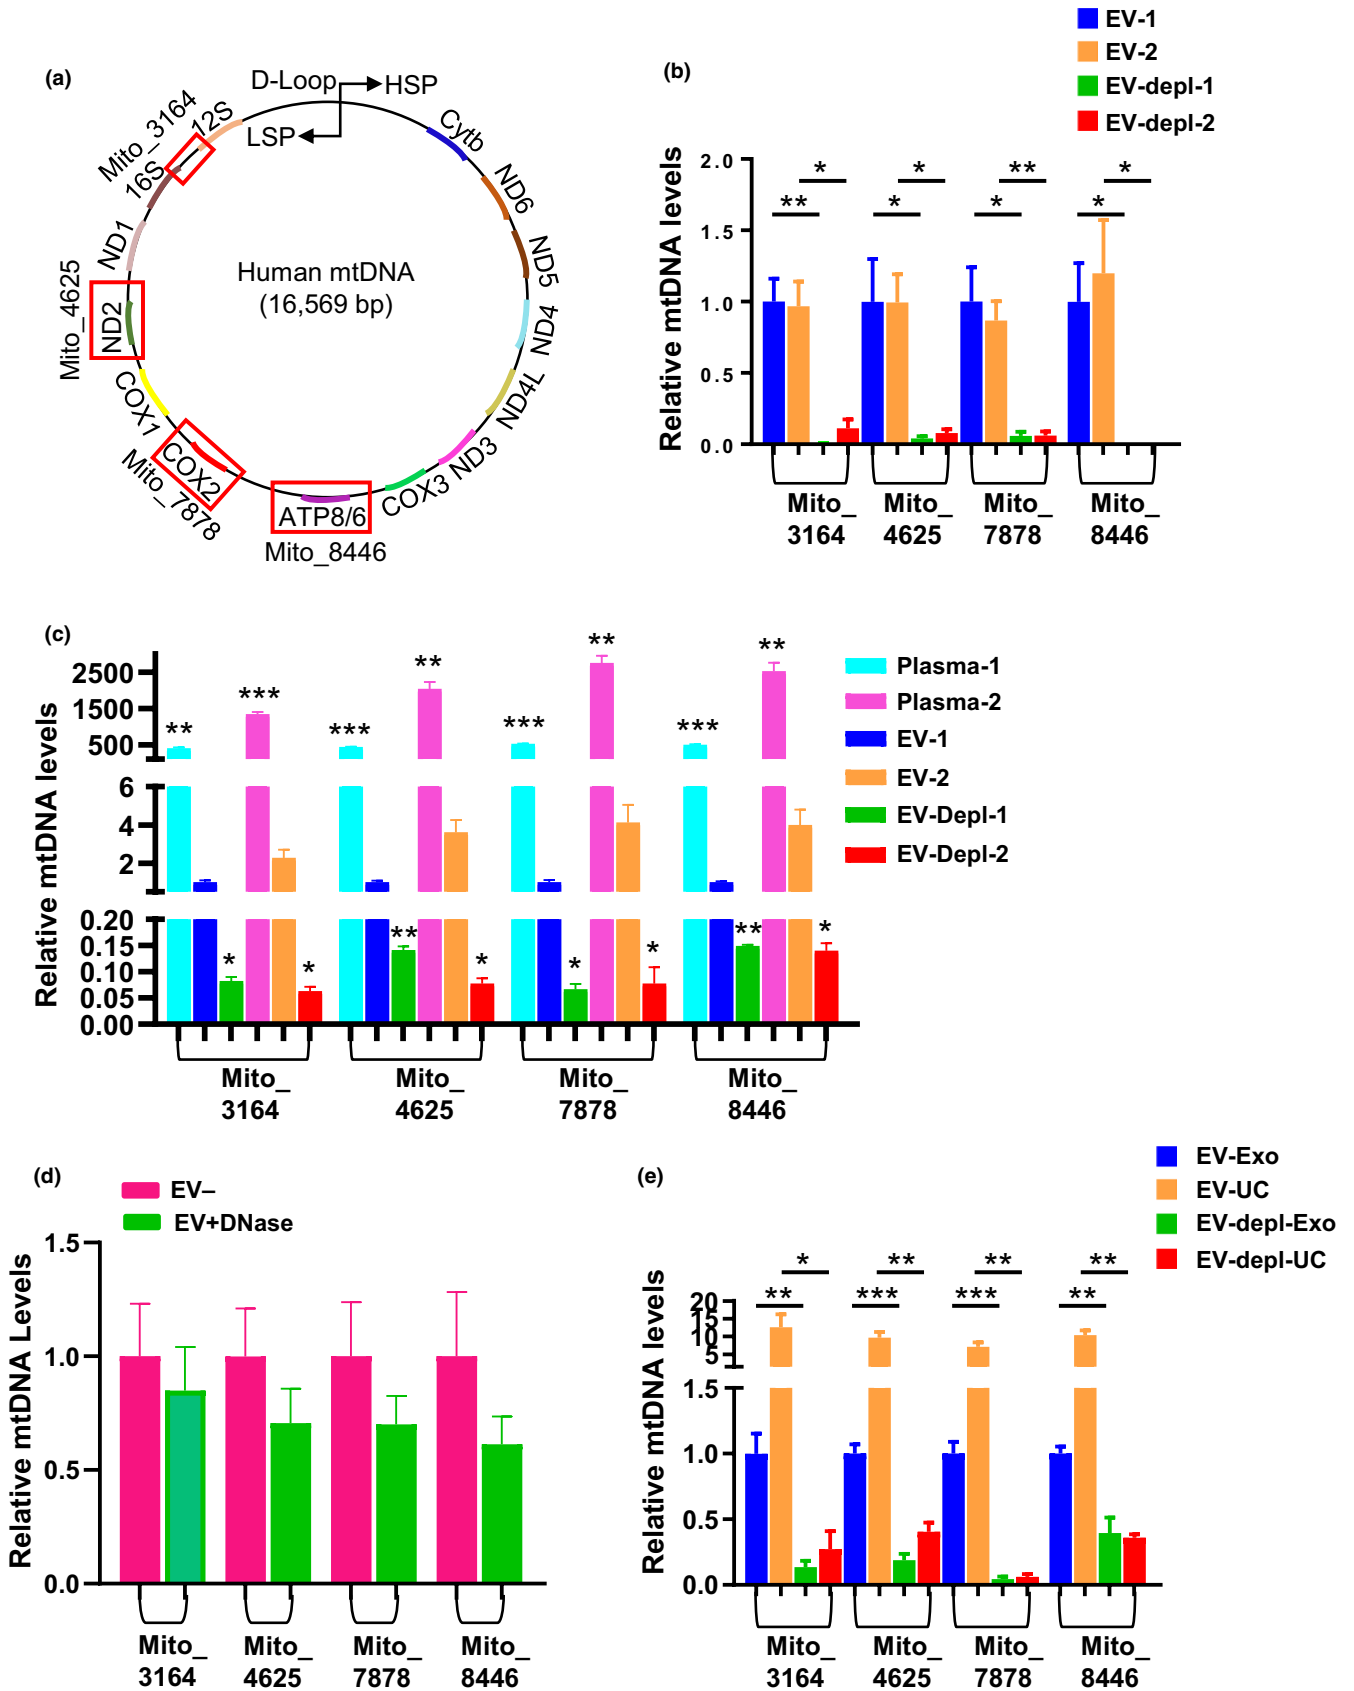 (a)
D-Loop
HSP
LSP
Cytb
ND6
ND5
ND4
ND4L
ND3
COX3
ATP8/6
Mito_8446
COX2
Mito_7878
COX1
ND2
Mito_4625
ND1
16S
Mito_3164
12S
Human mtDNA
(16,569 bp)
(b)
EV-1
EV-2
EV-depl-1
EV-depl-2
Relative mtDNA levels
2.0
1.5
1.0
0.5
0.0
* * ** *
** * * *
Mito_ Mito_ Mito_ Mito_
3164 4625 7878 8446
(c)
Plasma-1
Plasma-2
EV-1
EV-2
EV-Depl-1
EV-Depl-2
Relative mtDNA levels
Relative mtDNA levels
2500
1500
500
6
4
2
0.20
0.15
0.10
0.05
0.00
** *** *** ** *** ** *** **
* * ** * * * ** *
Mito_ Mito_ Mito_ Mito_
3164 4625 7878 8446
(d)
EV–
EV+DNase
Relative mtDNA Levels
1.5
1.0
0.5
0.0
Mito_ Mito_ Mito_ Mito_
3164 4625 7878 8446
(e)
EV-Exo
EV-UC
EV-depl-Exo
EV-depl-UC
Relative mtDNA levels
20
15
10
5
1.5
1.0
0.5
0.0
* ** ** **
** *** *** **
Mito_ Mito_ Mito_ Mito_
3164 4625 7878 8446